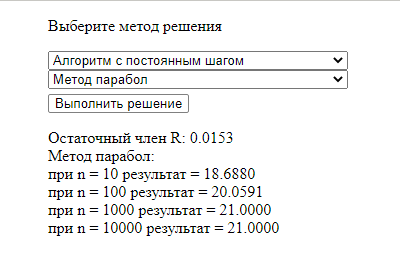 Выберите метод решения
Алгоритм с постоянным шагом
Метод парабол
Выполнить решение
Остаточный член R: 0.0153
Метод парабол:
при n = 10 результат = 18.6880
при n = 100 результат = 20.0591
при n = 1000 результат = 21.0000
при n = 10000 результат = 21.0000